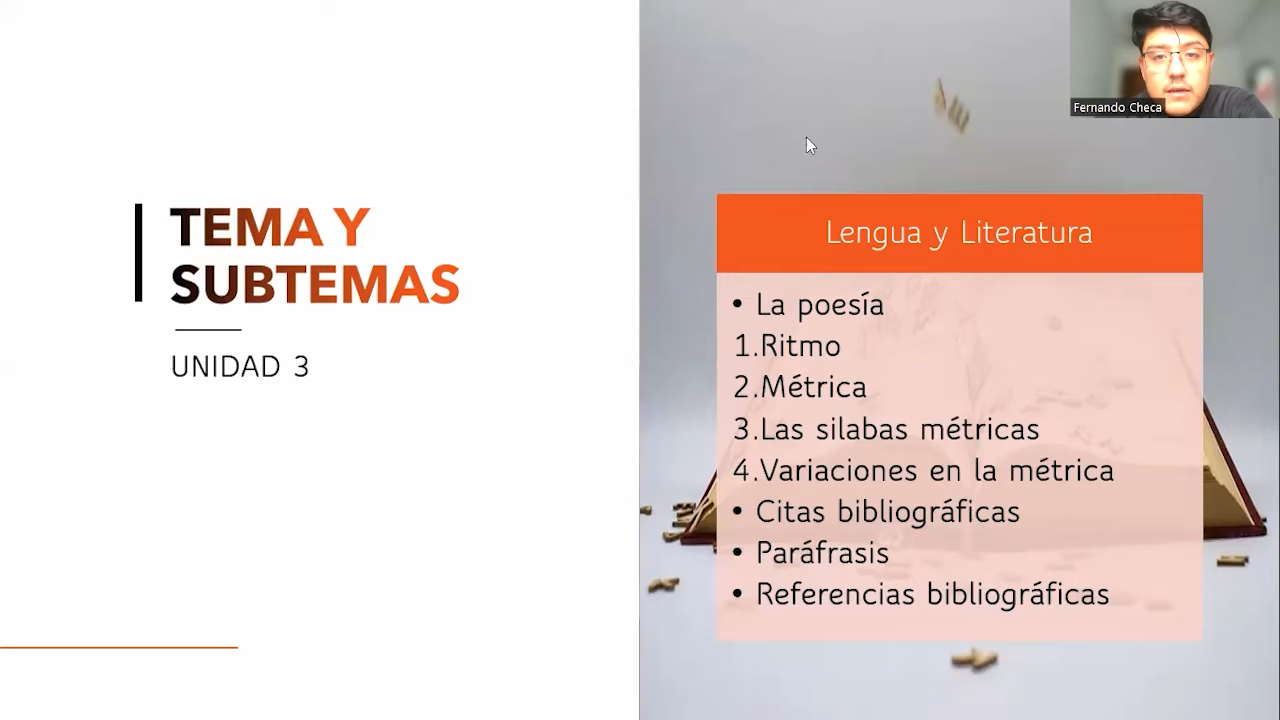 TEMA Y
SUBTEMAS
UNIDAD 3
Fernando Checa
Lengua y Literatura
• La poesía
1.Ritmo
2.Métrica
3.Las silabas métricas
4.Variaciones en la métrica
• Citas bibliográficas
• Paráfrasis
• Referencias bibliográficas